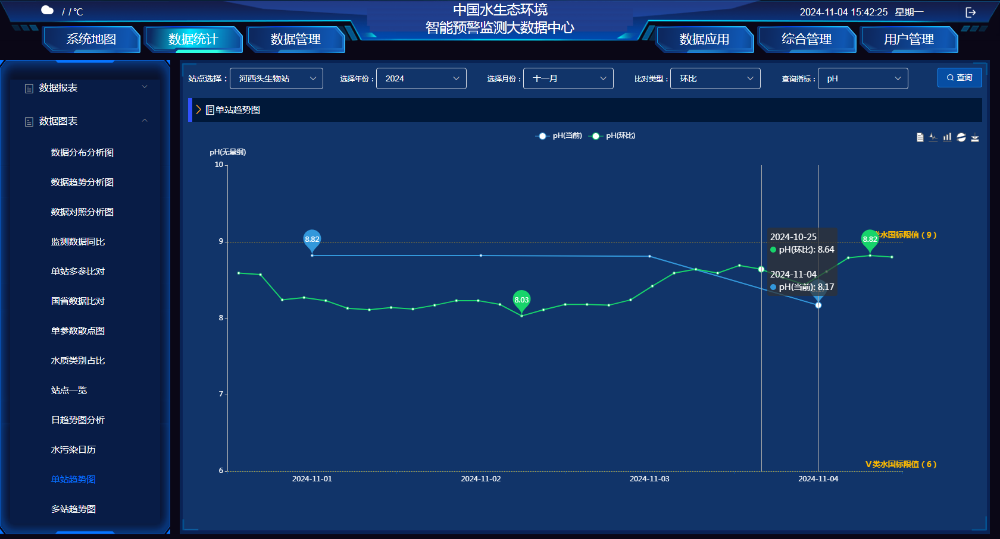 / / ℃
中国水生态环境
智能预警监测大数据中心
2024-11-04 15:42:25 星期一
系统地图
数据统计
数据管理
数据应用
综合管理
用户管理
数据报表
数据图表
数据分布分析图
数据趋势分析图
数据对照分析图
监测数据同比
单站多参比对
国省数据比对
单参数散点图
水质类别占比
站点一览
日趋势图分析
水污染日历
单站趋势图
多站趋势图
站点选择：
河西头生物站
选择年份：
2024
选择月份：
十一月
比对类型：
环比
查询指标：
pH
查询
单站趋势图
pH(当前)
pH(环比)
pH(无量纲)
10
9
8
7
6
8.82
8.03
8.82
类水国标限值（9）
2024-10-25
pH(环比): 8.64
2024-11-04
pH(当前): 8.17
V类水国标限值（6）
2024-11-01
2024-11-02
2024-11-03
2024-11-04